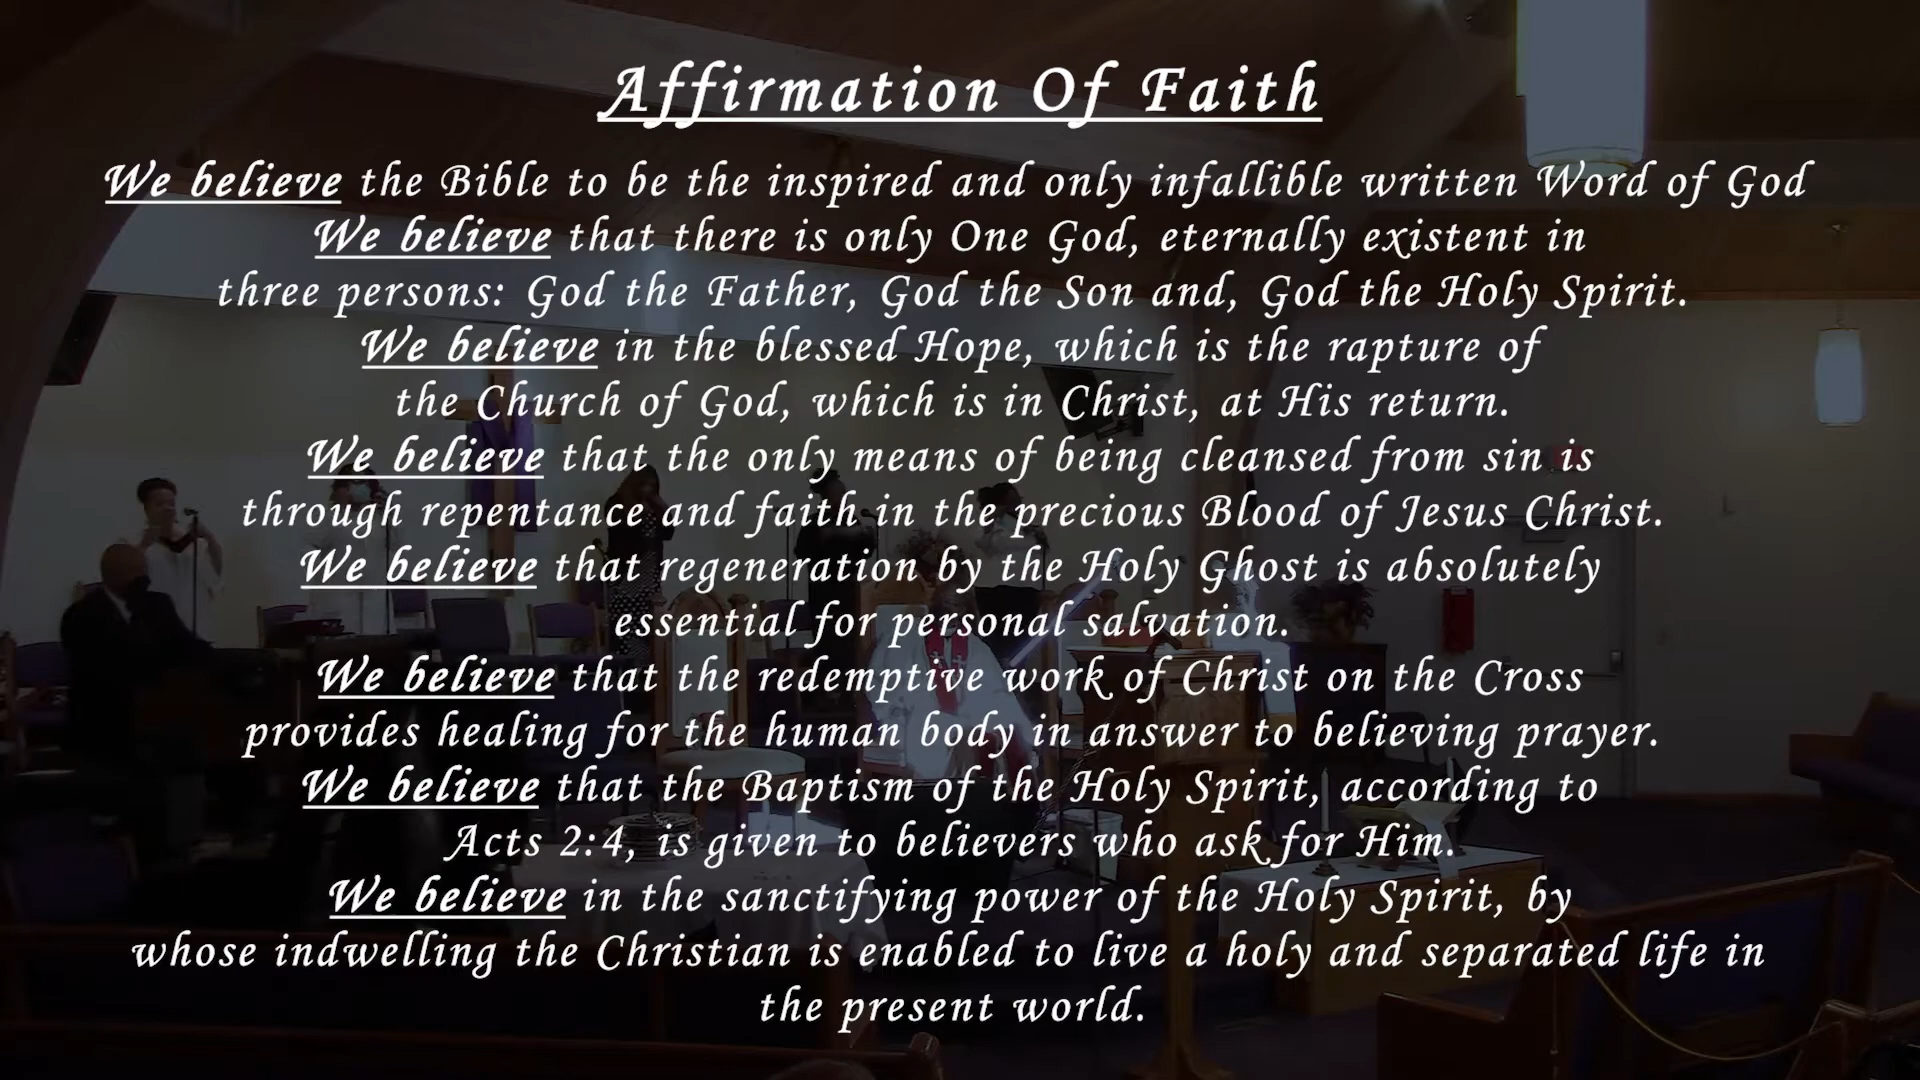 Affirmation Of Faith
We believe the Bible to be the inspired and only infallible written Word of God
We believe that there is only One God, eternally existent in
three persons: God the Father, God the Son and, God the Holy Spirit.
We believe in the blessed Hope, which is the rapture of
the Church of God, which is in Christ, at His return.
We believe that the only means of being cleansed from sin is
through repentance and faith in the precious Blood of Jesus Christ.
We believe that regeneration by the Holy Ghost is absolutely
essential for personal salvation.
We believe that the redemptive work of Christ on the Cross
provides healing for the human body in answer to believing prayer.
We believe that the Baptism of the Holy Spirit, according to
Acts 2:4, is given to believers who ask for Him.
We believe in the sanctifying power of the Holy Spirit, by
whose indwelling the Christian is enabled to live a holy and separated life in
the present world.